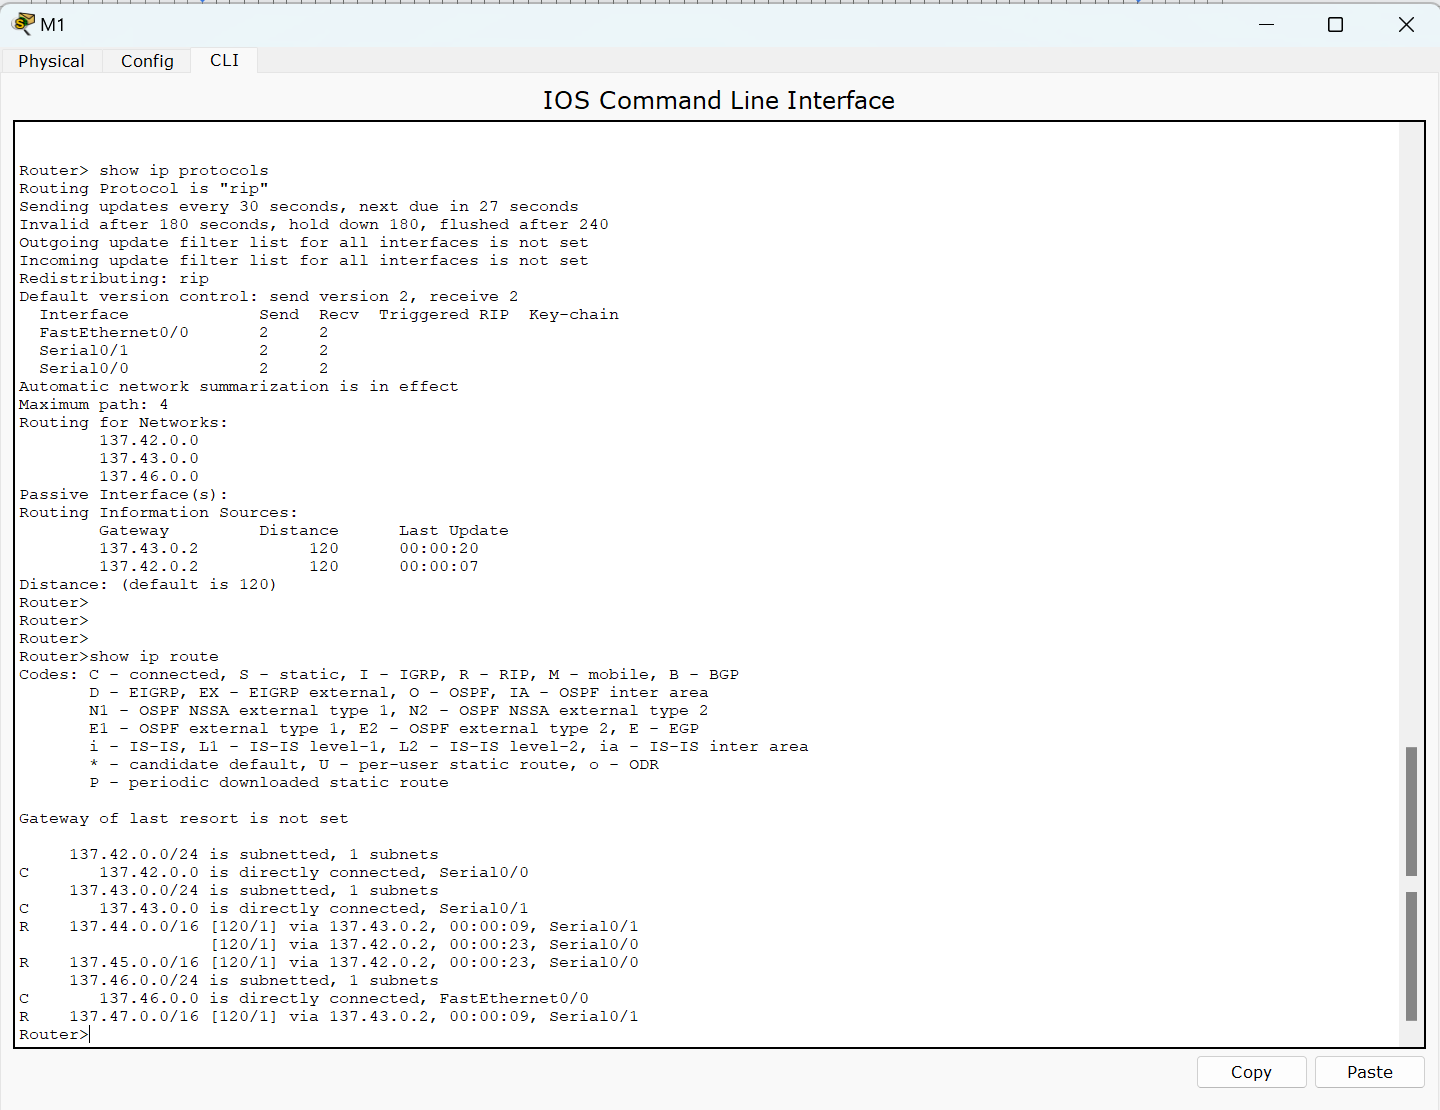 M1
Physical Config CLI
IOS Command Line Interface
Router> show ip protocols
Routing Protocol is "rip"
Sending updates every 30 seconds, next due in 27 seconds
Invalid after 180 seconds, hold down 180, flushed after 240
Outgoing update filter list for all interfaces is not set
Incoming update filter list for all interfaces is not set
Redistributing: rip
Default version control: send version 2, receive 2
  Interface             Send  Recv  Triggered RIP  Key-chain
  FastEthernet0/0       2     2
  Serial0/1             2     2
  Serial0/0             2     2
Automatic network summarization is in effect
Maximum path: 4
Routing for Networks:
        137.42.0.0
        137.43.0.0
        137.46.0.0
Passive Interface(s):
Routing Information Sources:
        Gateway         Distance      Last Update
        137.43.0.2           120      00:00:20
        137.42.0.2           120      00:00:07
Distance: (default is 120)
Router>
Router>
Router>
Router>show ip route
Codes: C - connected, S - static, I - IGRP, R - RIP, M - mobile, B - BGP
       D - EIGRP, EX - EIGRP external, O - OSPF, IA - OSPF inter area
       N1 - OSPF NSSA external type 1, N2 - OSPF NSSA external type 2
       E1 - OSPF external type 1, E2 - OSPF external type 2, E - EGP
       i - IS-IS, L1 - IS-IS level-1, L2 - IS-IS level-2, ia - IS-IS inter area
       * - candidate default, U - per-user static route, o - ODR
       P - periodic downloaded static route
Gateway of last resort is not set
     137.42.0.0/24 is subnetted, 1 subnets
C       137.42.0.0 is directly connected, Serial0/0
     137.43.0.0/24 is subnetted, 1 subnets
C       137.43.0.0 is directly connected, Serial0/1
R    137.44.0.0/16 [120/1] via 137.43.0.2, 00:00:09, Serial0/1
                   [120/1] via 137.42.0.2, 00:00:23, Serial0/0
R    137.45.0.0/16 [120/1] via 137.42.0.2, 00:00:23, Serial0/0
     137.46.0.0/24 is subnetted, 1 subnets
C       137.46.0.0 is directly connected, FastEthernet0/0
R    137.47.0.0/16 [120/1] via 137.43.0.2, 00:00:09, Serial0/1
Router>
Copy Paste